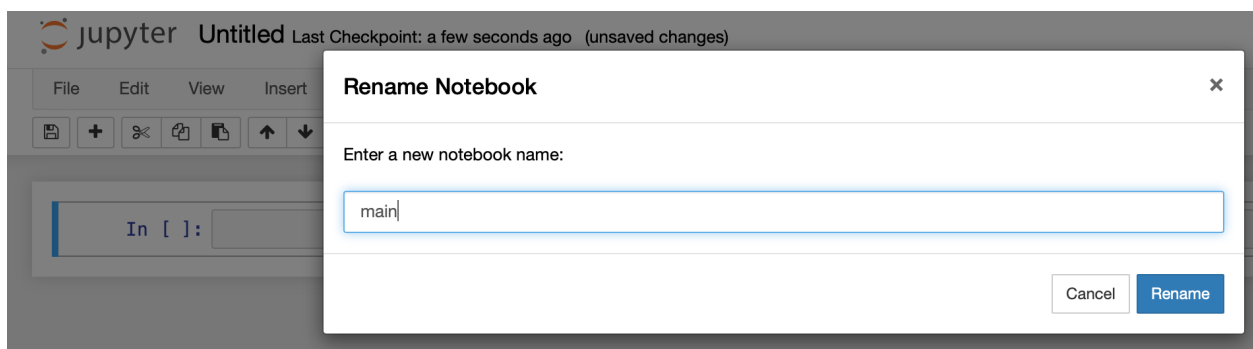 jupyter Untitled Last Checkpoint: a few seconds ago (unsaved changes)
File Edit View Insert
Rename Notebook ×
Enter a new notebook name:
main
In [ ]:
Cancel Rename